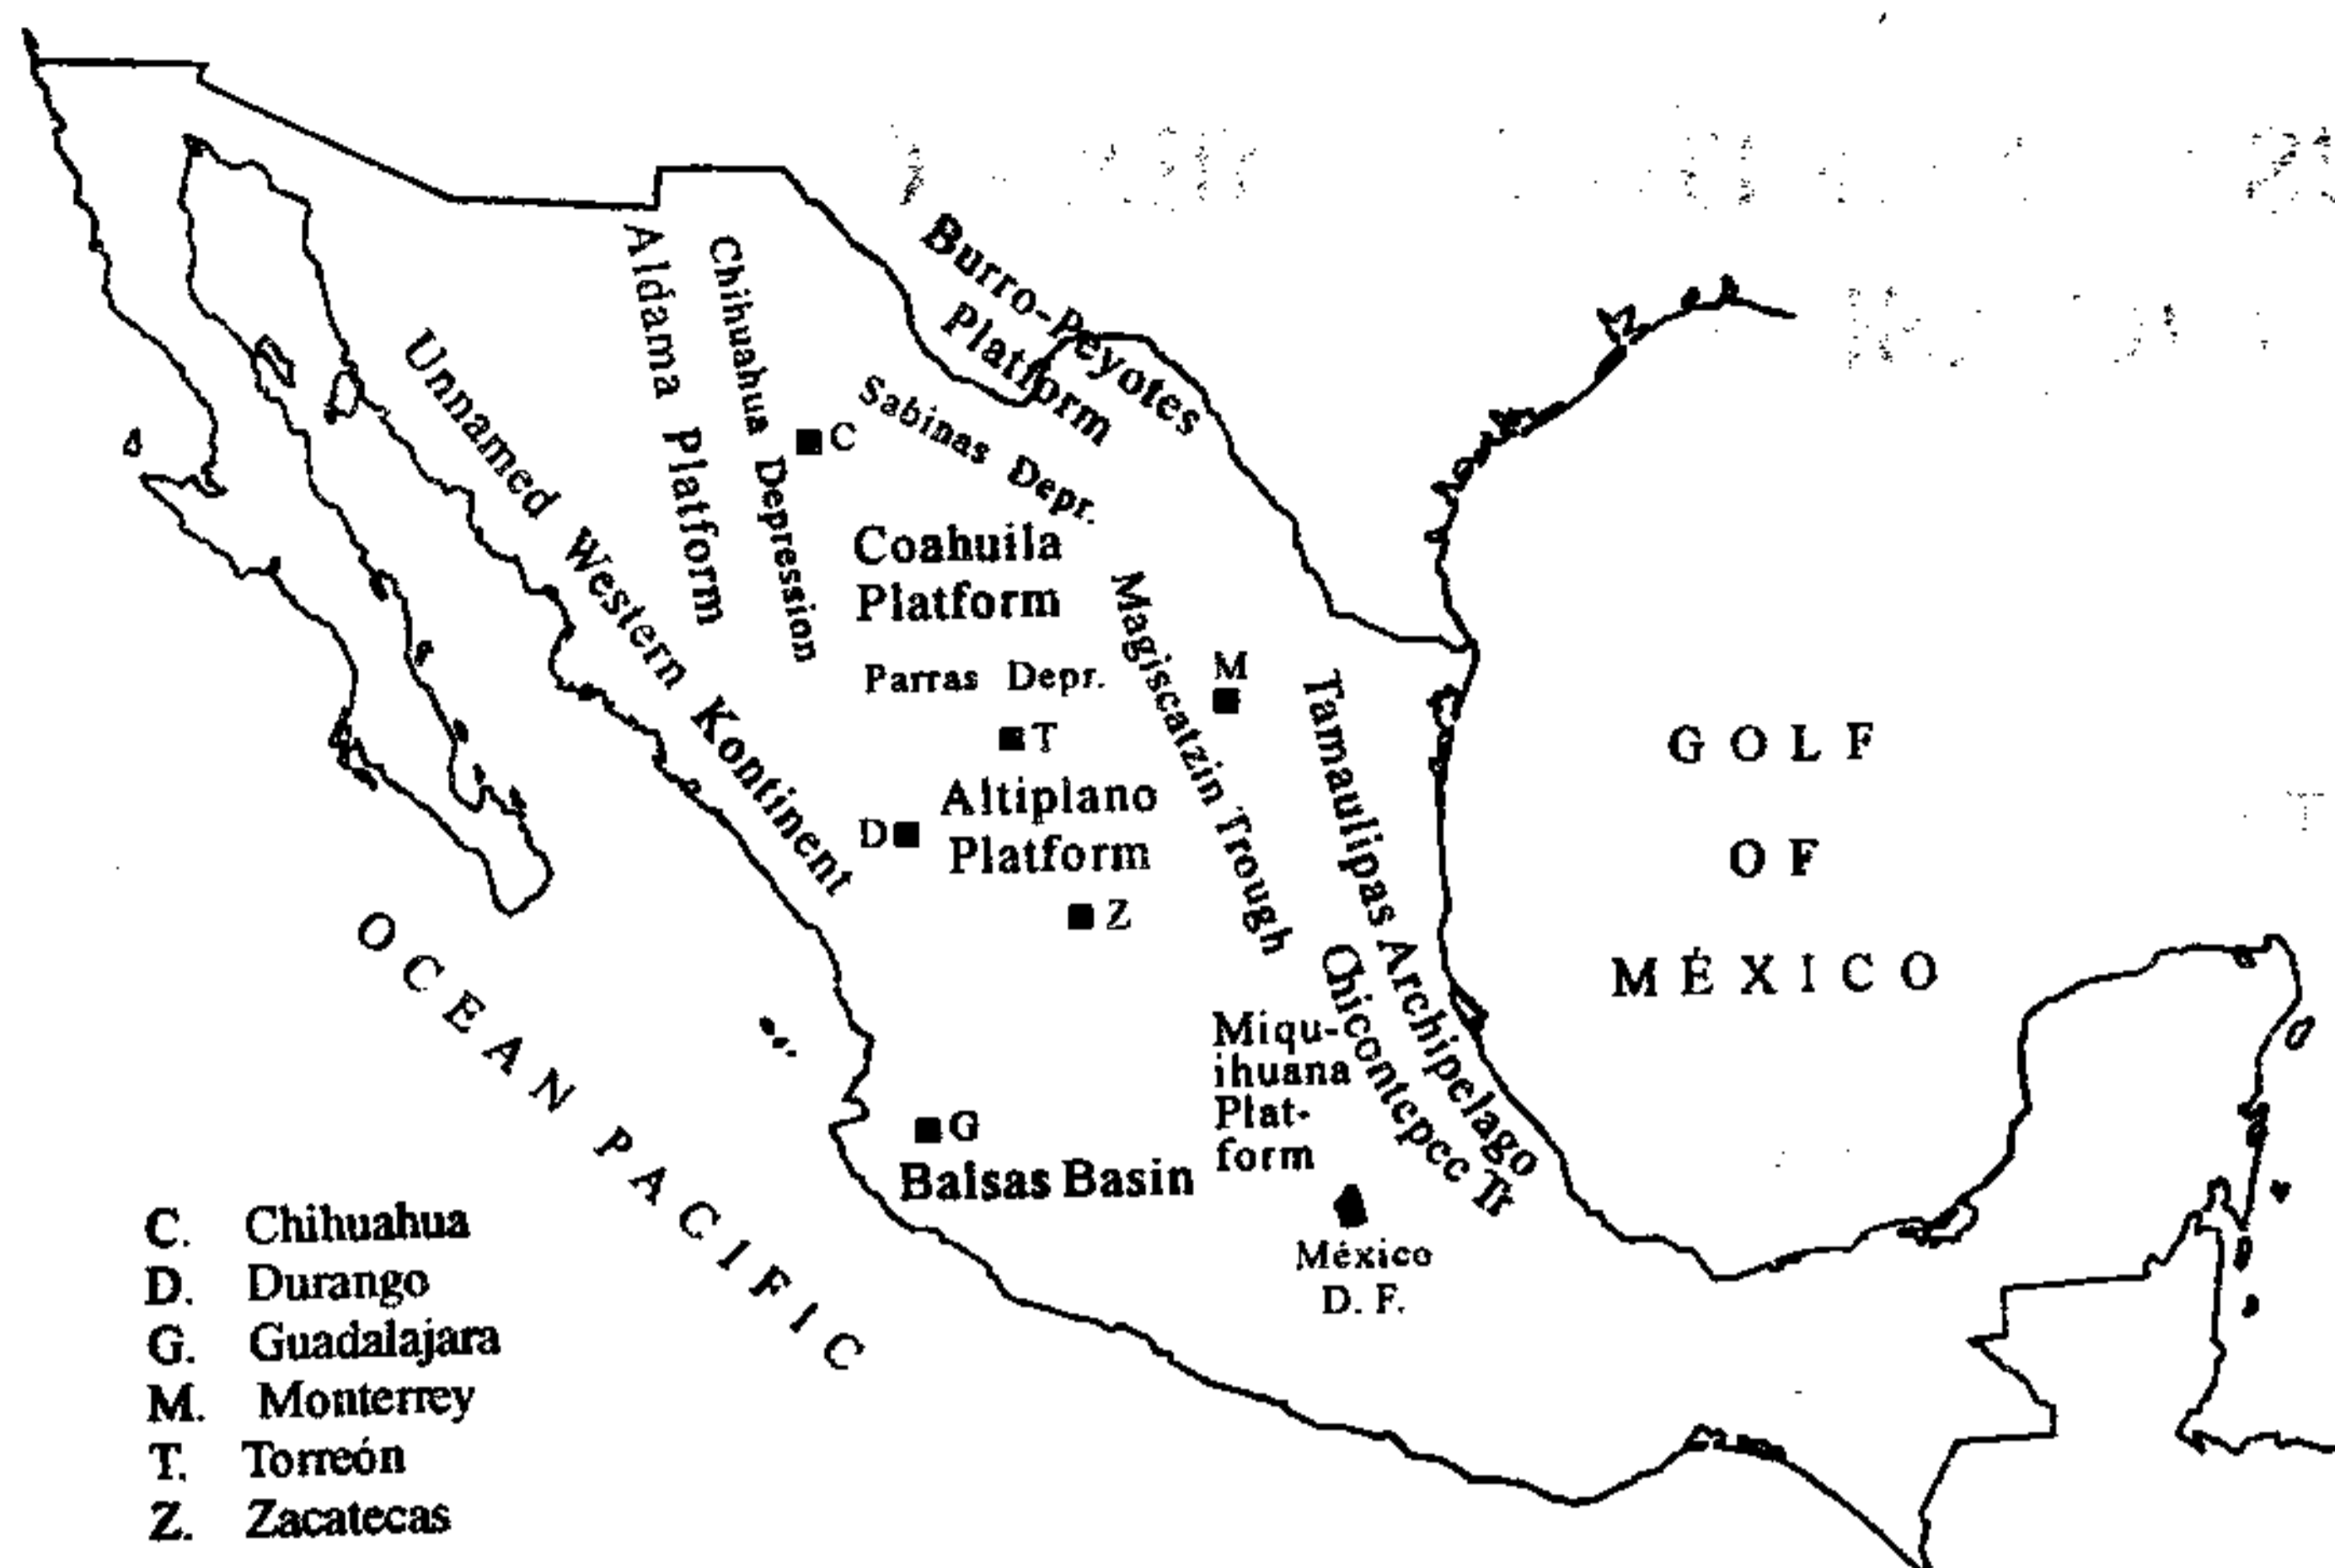 Burro-Peyotes
Platform
Aldama Platform
Chihuahua Depression
Unnamed Western Kontinent
Sabinas Depr.
C
Coahuila
Platform
Magiscatzin Trough
Parras Depr.
M
T
Tamaulipas Archipelago
GOLF
OF
MÉXICO
Altiplano
Platform
D
Z
OCEAN PACIFIC
Chicontepec Tr
Miqu-
ihuana
Plat-
form
G
Balsas Basin
México
D. F.
C. Chihuahua
D. Durango
G. Guadalajara
M. Monterrey
T. Torreón
Z. Zacatecas